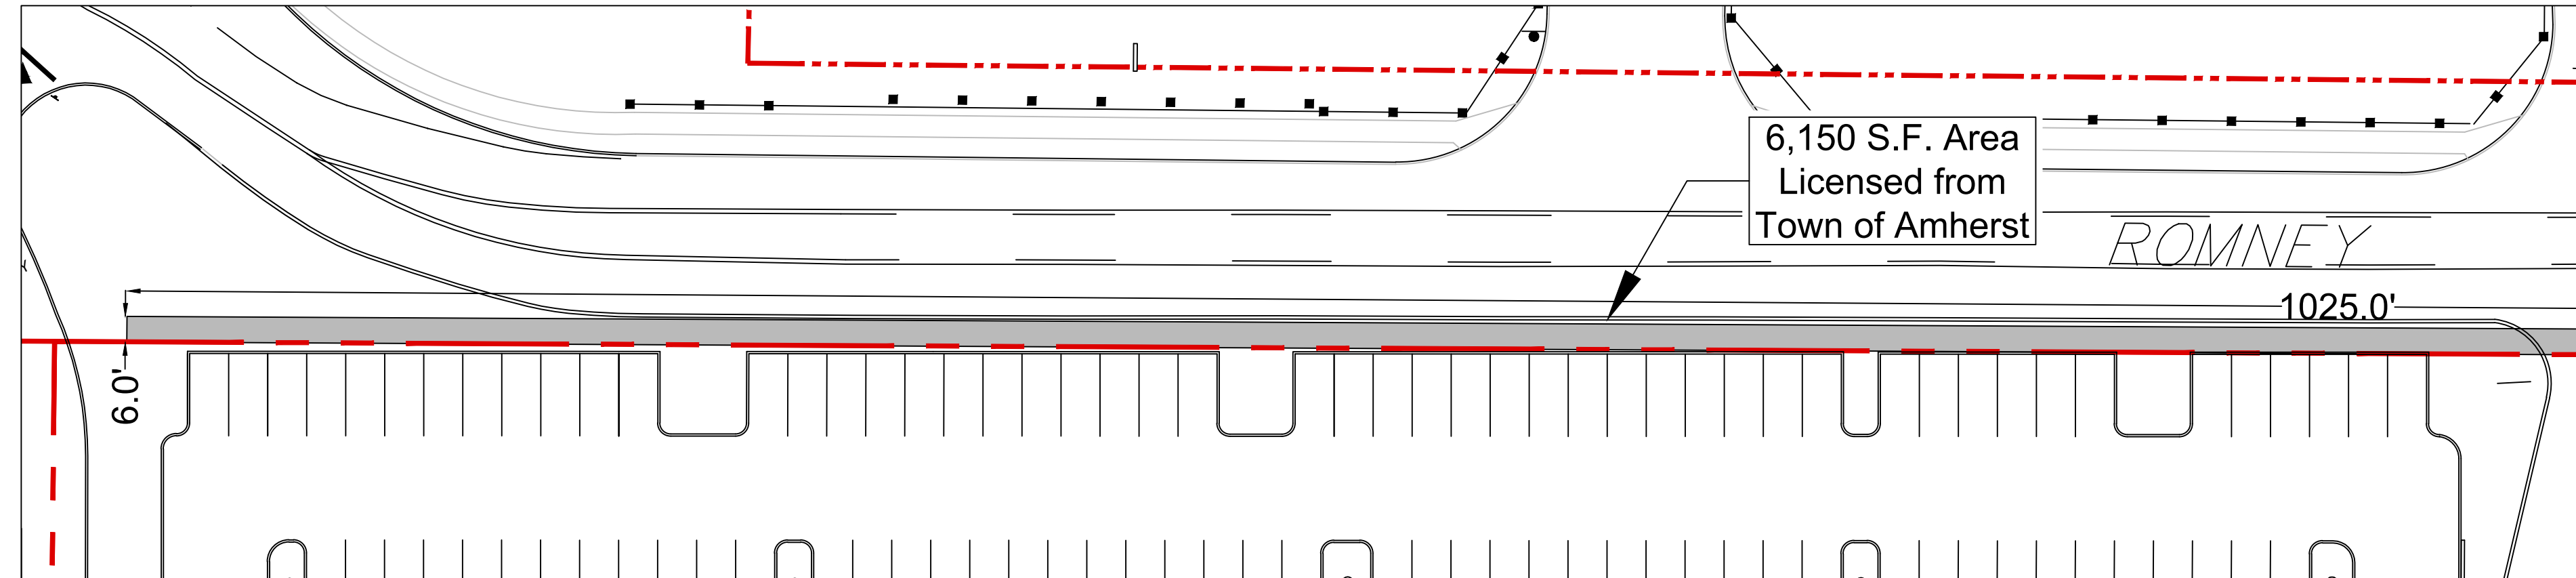 6,150 S.F. Area
Licensed from
Town of Amherst
ROMNEY
1025.0'
6.0'